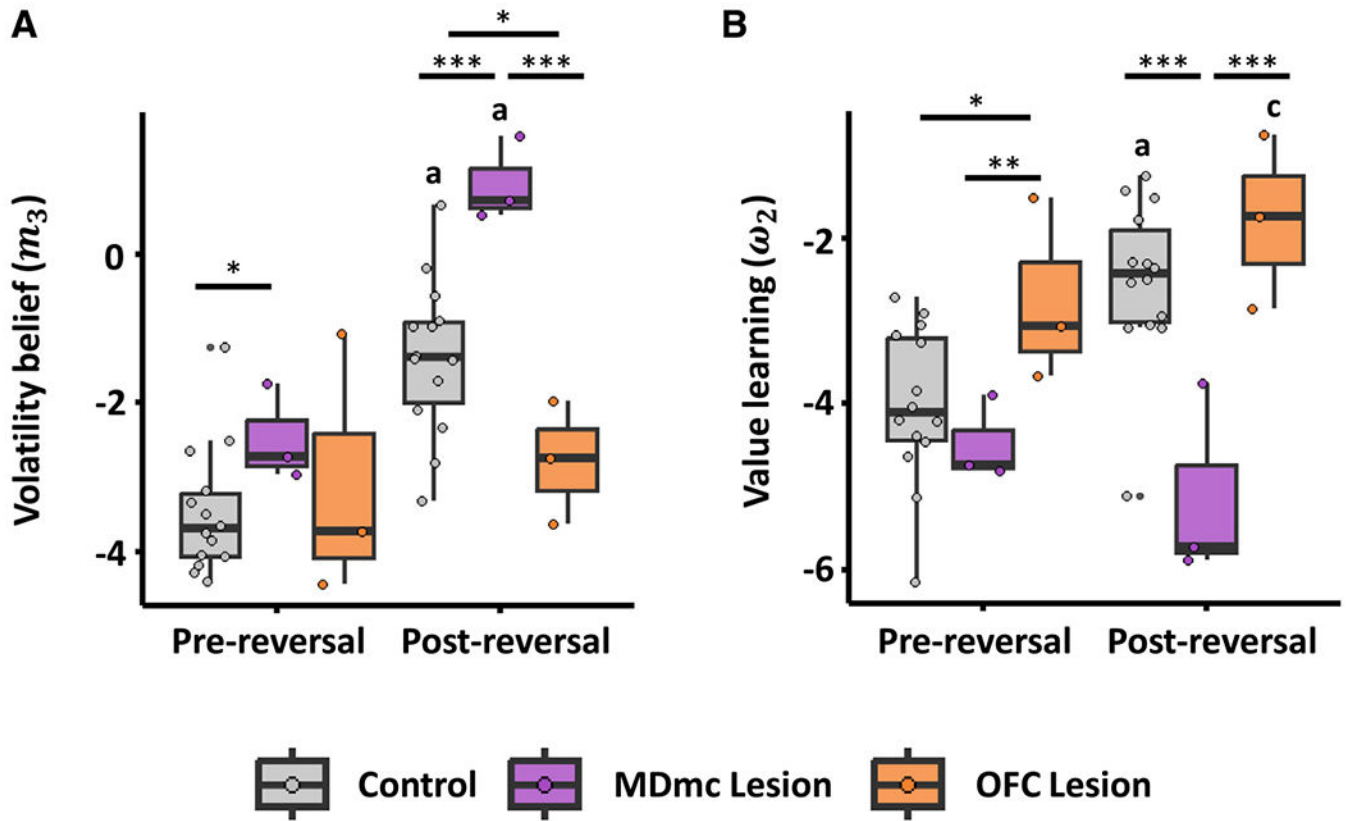 A
B
*
*** ***
*** ***
*
a
a
c
a
*
**
*
Volatility belief (m₃)
0
-2
-4
Value learning (ω₂)
-2
-4
-6
Pre-reversal Post-reversal
Pre-reversal Post-reversal
Control MDmc Lesion OFC Lesion